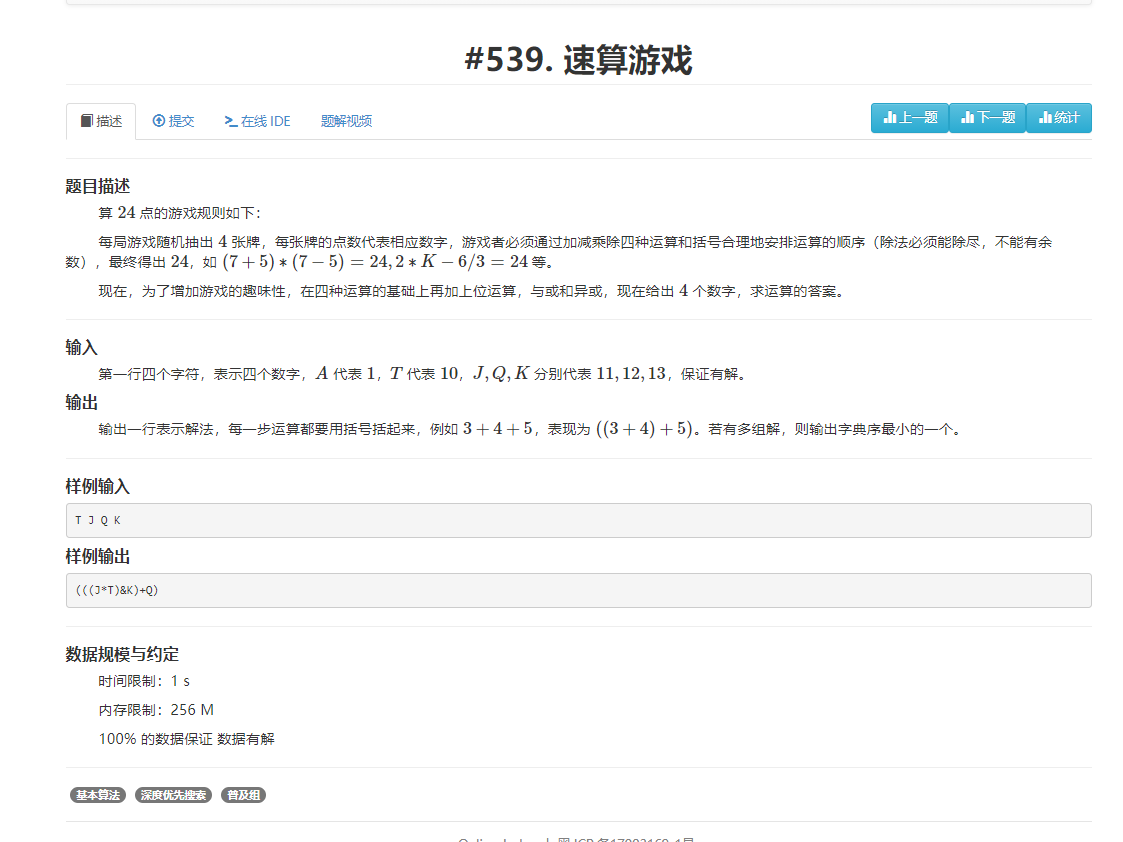 #539. 速算游戏
描述
提交
在线 IDE
题解视频
上一题
下一题
统计
题目描述
算 24 点的游戏规则如下：
每局游戏随机抽出 4 张牌，每张牌的点数代表相应数字，游戏者必须通过加减乘除四种运算和括号合理地安排运算的顺序（除法必须能除尽，不能有余
数），最终得出 24，如 (7 + 5) * (7 − 5) = 24, 2 * K − 6/3 = 24 等。
现在，为了增加游戏的趣味性，在四种运算的基础上再加上位运算，与或和异或，现在给出 4 个数字，求运算的答案。
输入
第一行四个字符，表示四个数字，A 代表 1，T 代表 10，J, Q, K 分别代表 11, 12, 13，保证有解。
输出
输出一行表示解法，每一步运算都要用括号括起来，例如 3 + 4 + 5，表现为 ((3 + 4) + 5)。若有多组解，则输出字典序最小的一个。
样例输入
T J Q K
样例输出
(((J*T)&K)+Q)
数据规模与约定
时间限制：1 s
内存限制：256 M
100% 的数据保证 数据有解
基本算法
深度优先搜索
普及组